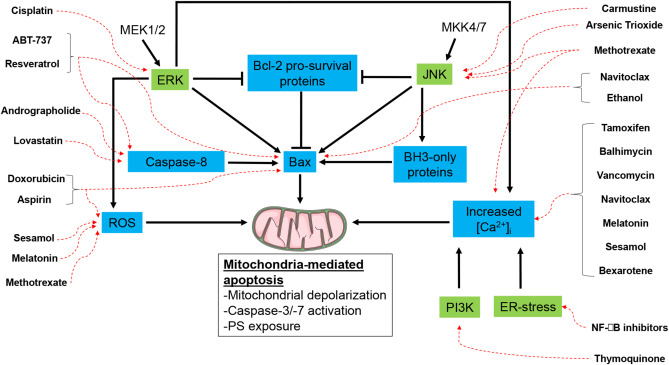 Cisplatin
ABT-737
Resveratrol
Andrographolide
Lovastatin
Doxorubicin
Aspirin
Sesamol
Melatonin
Methotrexate
MEK1/2
ERK
Bcl-2 pro-survival
proteins
MKK4/7
JNK
Caspase-8
Bax
BH3-only
proteins
ROS
Increased
[Ca2+]i
Mitochondria-mediated
apoptosis
-Mitochondrial depolarization
-Caspase-3/-7 activation
-PS exposure
PI3K
ER-stress
Carmustine
Arsenic Trioxide
Methotrexate
Navitoclax
Ethanol
Tamoxifen
Balhimycin
Vancomycin
Navitoclax
Melatonin
Sesamol
Bexarotene
NF-□B inhibitors
Thymoquinone